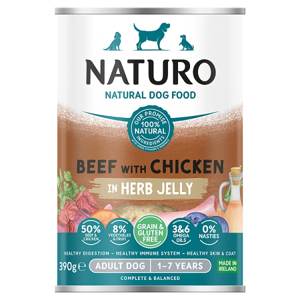 NATURO
NATURAL DOG FOOD
OUR PROMISE
100%
NATURAL
INGREDIENTS
BEEF WITH CHICKEN
IN HERB JELLY
50%
BEEF
& CHICKEN
8%
VEGETABLES
& FRUIT
GRAIN &
GLUTEN
FREE
3&6
OMEGA
OILS
0%
NASTIES
HEALTHY DIGESTION – HEALTHY IMMUNE SYSTEM – HEALTHY SKIN & COAT
390g e
ADULT DOG
1–7 YEARS
MADE IN
IRELAND
COMPLETE & BALANCED